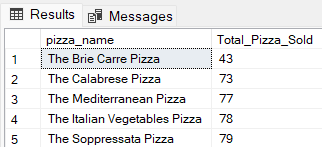 Results Messages
pizza_name Total_Pizza_Sold
1 The Brie Carre Pizza 43
2 The Calabrese Pizza 73
3 The Mediterranean Pizza 77
4 The Italian Vegetables Pizza 78
5 The Soppressata Pizza 79